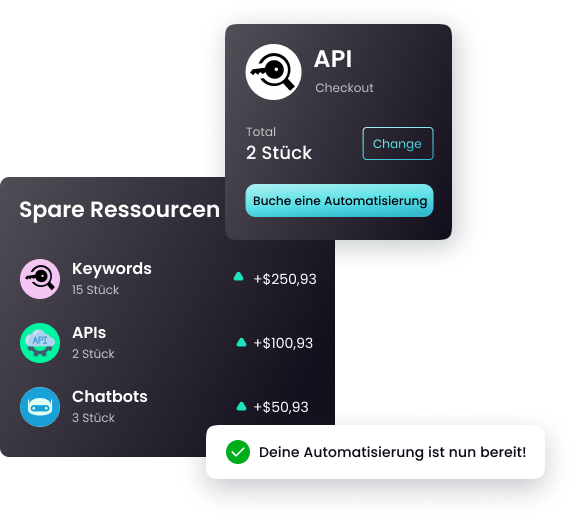 API
Checkout
Total
2 Stück
Change
Buche eine Automatisierung
Spare Ressourcen
Keywords
15 Stück
+$250,93
API
APIs
2 Stück
+$100,93
Chatbots
3 Stück
+$50,93
Deine Automatisierung ist nun bereit!